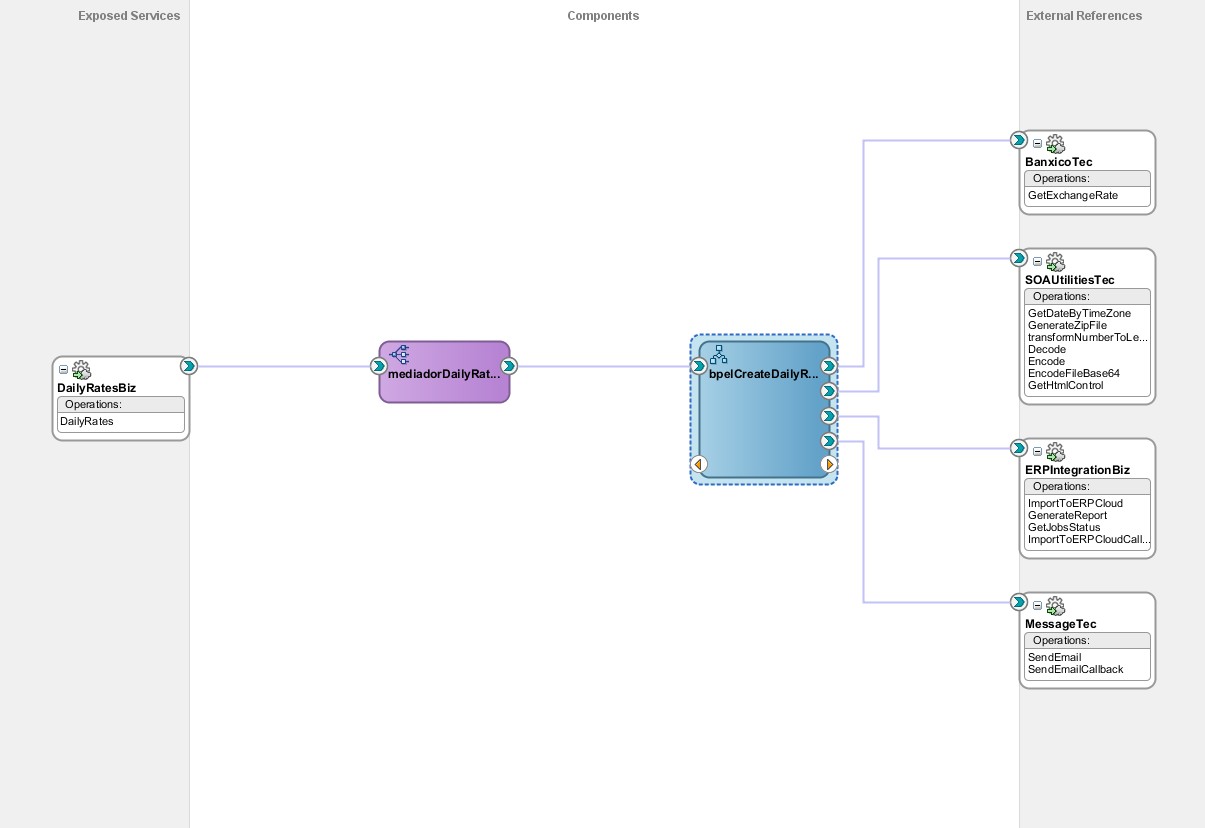 Exposed Services
Components
External References
DailyRatesBiz
Operations:
DailyRates
mediadorDailyRat...
bpelCreateDailyR...
BanxicoTec
Operations:
GetExchangeRate
SOAUtilitiesTec
Operations:
GetDateByTimeZone
GenerateZipFile
transformNumberToLe...
Decode
Encode
EncodeFileBase64
GetHtmlControl
ERPIntegrationBiz
Operations:
ImportToERPCloud
GenerateReport
GetJobsStatus
ImportToERPCloudCall...
MessageTec
Operations:
SendEmail
SendEmailCallback